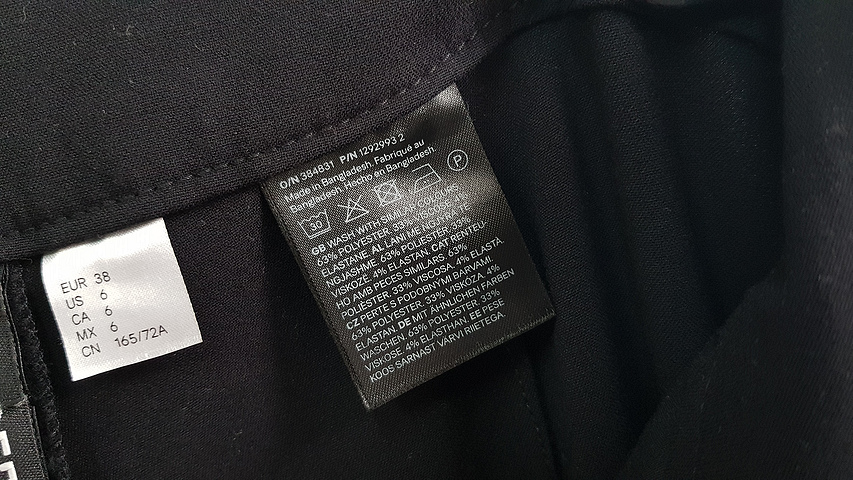 EUR 38
US 6
CA 6
MX 6
CN 165/72A
O/N 384831 P/N 1292993 2
Made in Bangladesh. Fabriqué au
Bangladesh. Hecho en Bangladesh.
30
P
GB WASH WITH SIMILAR COLOURS.
63% POLYESTER. 33% VISCOSE. 4%
ELASTANE. AL LANI ME NGJYRATE
NGJASHME. 63% POLIESTER. 33%
VISKOZË. 4% ELASTAN. CAT RENTEU-
HO AMB PECES SIMILARS. 63%
POLIÈSTER. 33% VISCOSA. 4% ELASTÀ.
CZ PERTE S PODOBNÝMI BARVAMI.
63% POLYESTER. 33% VISKÓZA. 4%
ELASTAN. DE MIT ÄHNLICHEN FARBEN
WASCHEN. 63% POLYESTER. 33%
VISKOSE. 4% ELASTHAN. EE PESE
KOOS SARNAST VÄRVI RIIETEGA.